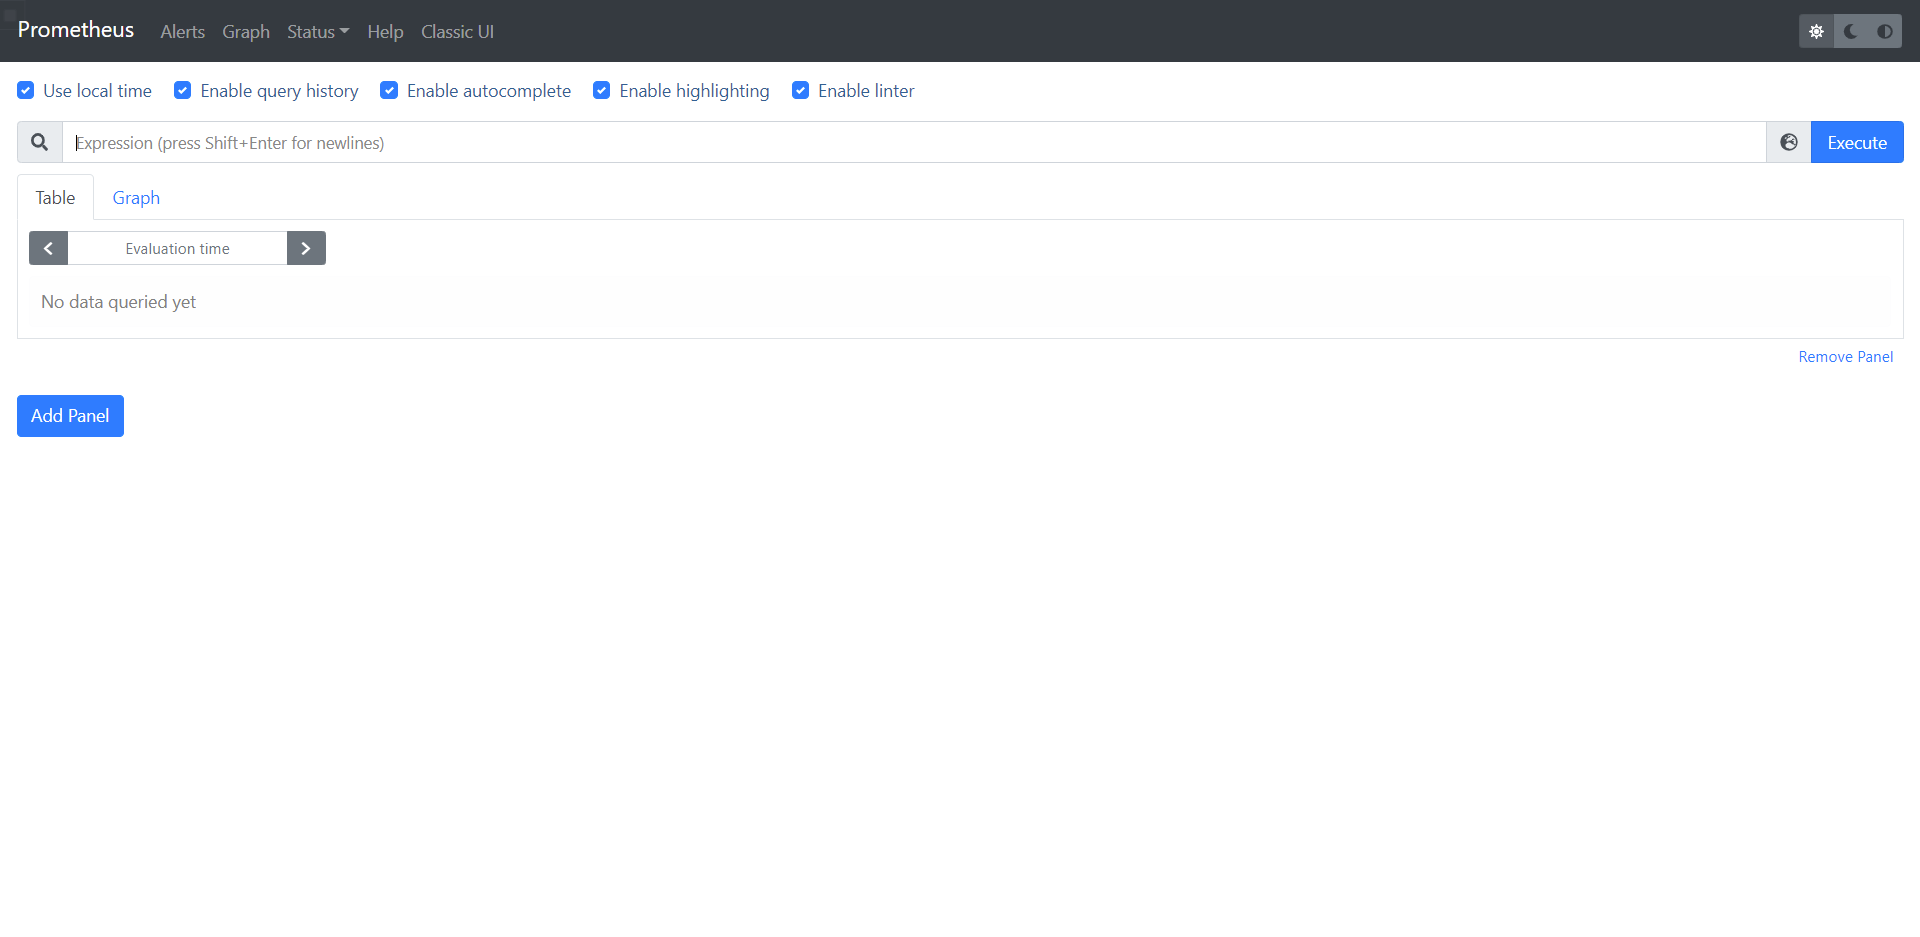 Prometheus Alerts Graph Status Help Classic UI
Use local time Enable query history Enable autocomplete Enable highlighting Enable linter
Expression (press Shift+Enter for newlines) Execute
Table Graph
Evaluation time
No data queried yet
Remove Panel
Add Panel